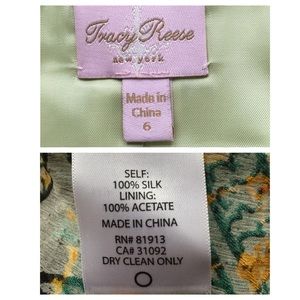 Tracy Reese
new york
Made in
China
6
SELF:
100% SILK
LINING:
100% ACETATE
MADE IN CHINA
RN# 81913
CA# 31092
DRY CLEAN ONLY